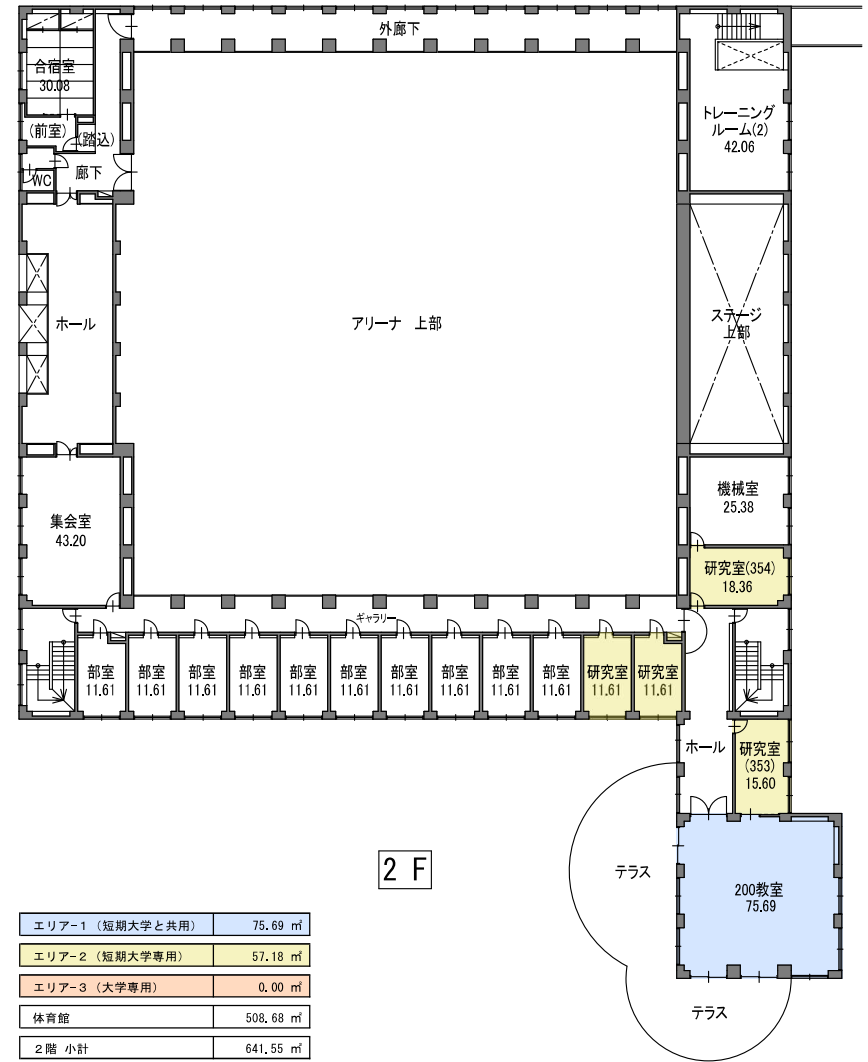 外廊下
合宿室
30.08
(前室)
(踏込)
廊下
WC
トレーニング
ルーム(2)
42.06
ホール
アリーナ 上部
ステージ
上部
集会室
43.20
機械室
25.38
研究室(354)
18.36
ギャラリー
部室
11.61
部室
11.61
部室
11.61
部室
11.61
部室
11.61
部室
11.61
部室
11.61
部室
11.61
部室
11.61
部室
11.61
研究室
11.61
研究室
11.61
ホール
研究室
(353)
15.60
200教室
75.69
テラス
テラス
2 F
エリア-1 (短期大学と共用) 75.69 ㎡
エリア-2 (短期大学専用) 57.18 ㎡
エリア-3 (大学専用) 0.00 ㎡
体育館 508.68 ㎡
2階 小計 641.55 ㎡